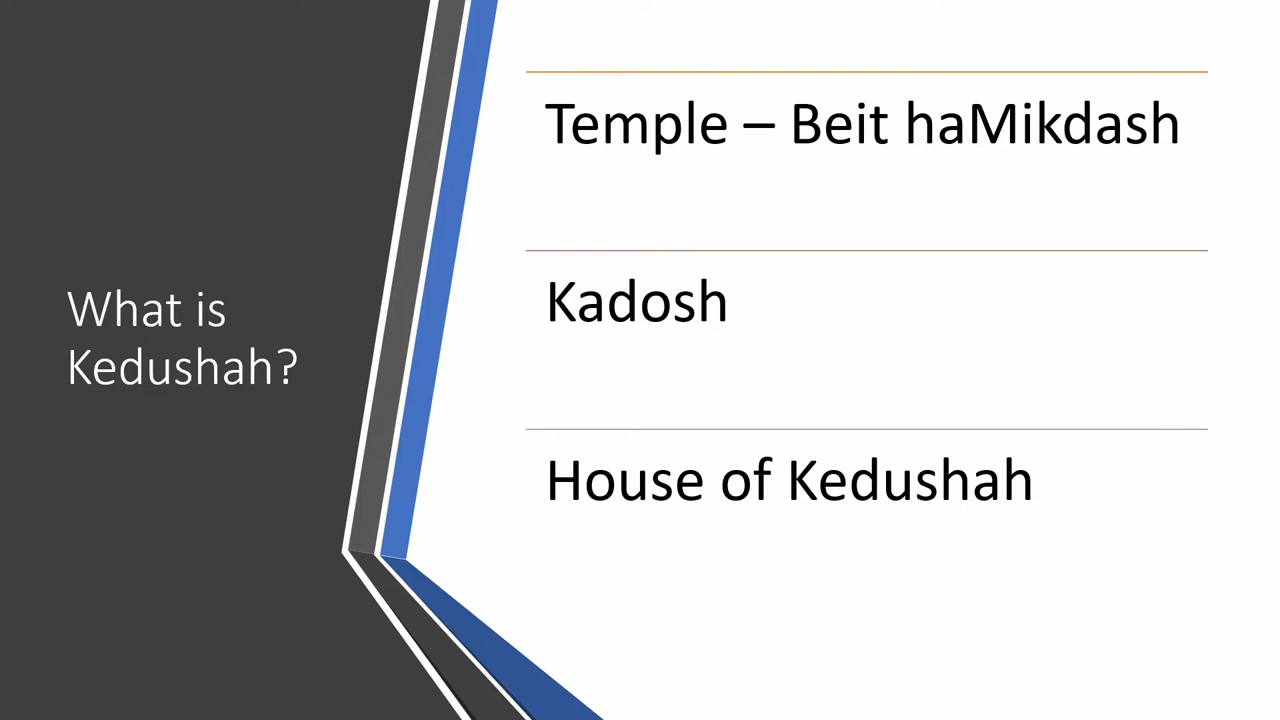 What is
Kedushah?
Temple – Beit haMikdash
Kadosh
House of Kedushah